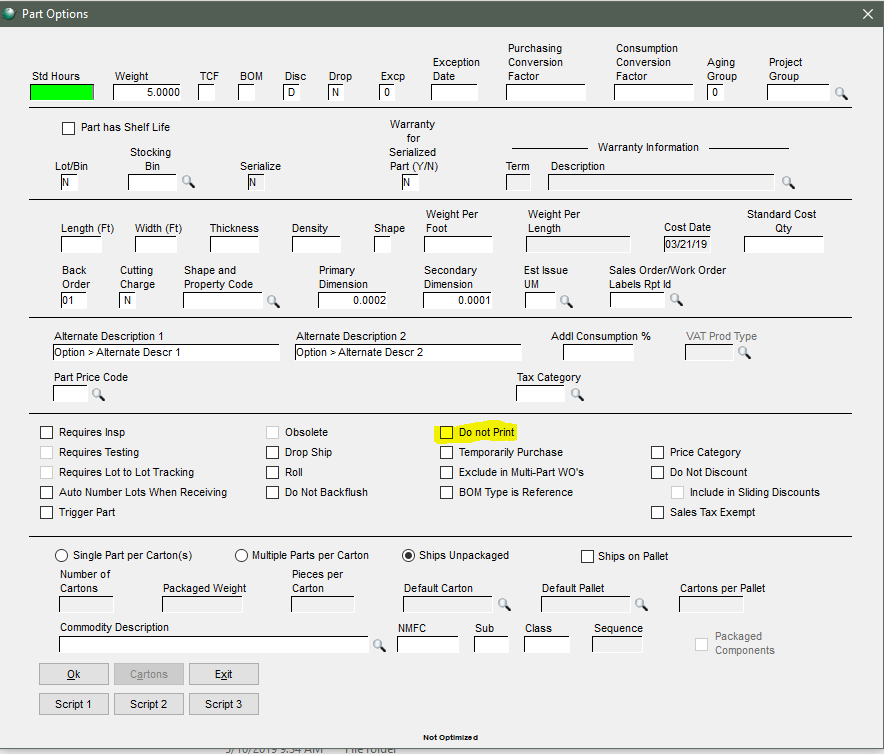 Part Options
Purchasing Consumption
Exception Conversion Conversion Aging Project
Std Hours Weight TCF BOM Disc Drop Excp Date Factor Factor Group Group
5.0000 D N 0 0
Part has Shelf Life
Warranty
for
Serialized
Part (Y/N)
Warranty Information
Stocking
Lot/Bin Bin Serialize Term Description
N N N
Weight Per Weight Per Standard Cost
Length (Ft) Width (Ft) Thickness Density Shape Foot Length Cost Date Qty
03/21/19
Back Cutting Shape and Primary Secondary Est Issue Sales Order/Work Order
Order Charge Property Code Dimension Dimension UM Labels Rpt Id
01 N 0.0002 0.0001
Alternate Description 1 Alternate Description 2 Addl Consumption % VAT Prod Type
Option > Alternate Descr 1 Option > Alternate Descr 2
Part Price Code Tax Category
Requires Insp Obsolete Do not Print
Requires Testing Drop Ship Temporarily Purchase Price Category
Requires Lot to Lot Tracking Roll Exclude in Multi-Part WO's Do Not Discount
Auto Number Lots When Receiving Do Not Backflush BOM Type is Reference Include in Sliding Discounts
Trigger Part Sales Tax Exempt
Single Part per Carton(s) Multiple Parts per Carton Ships Unpackaged Ships on Pallet
Number of Pieces per
Cartons Packaged Weight Carton Default Carton Default Pallet Cartons per Pallet
Commodity Description NMFC Sub Class Sequence
Packaged
Components
Ok Cartons Exit
Script 1 Script 2 Script 3
Not Optimized